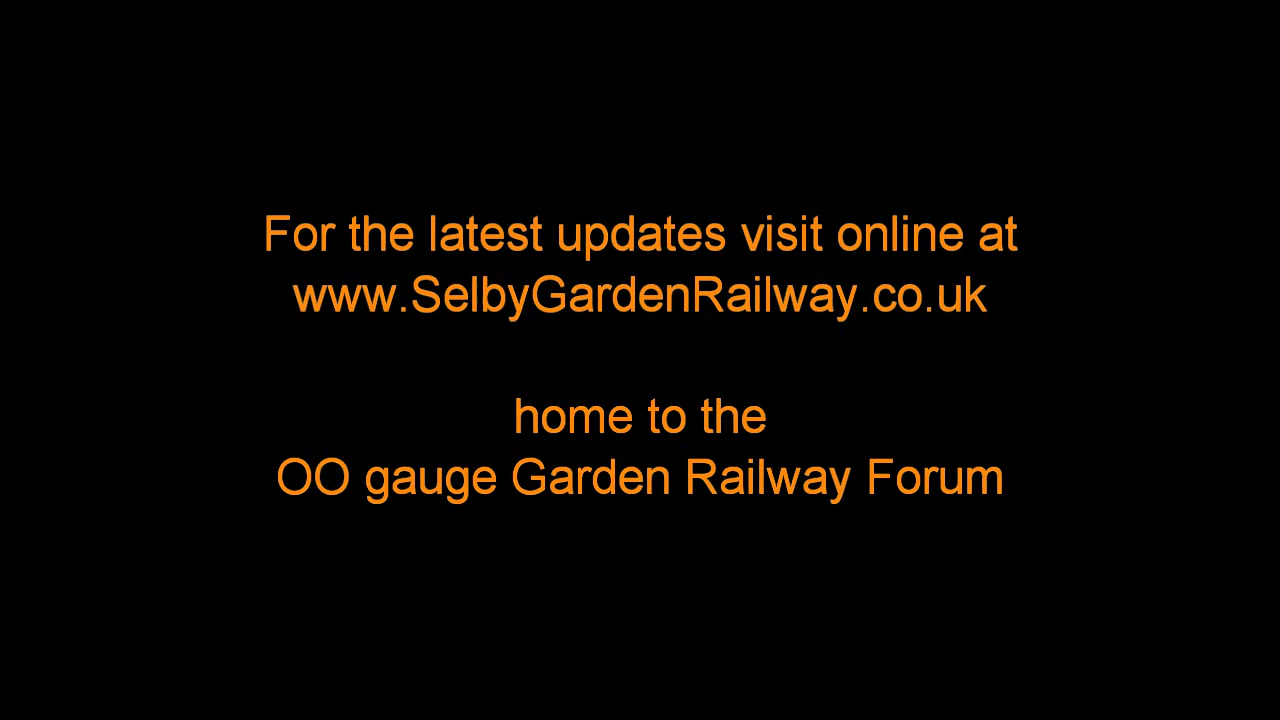 For the latest updates visit online at
www.SelbyGardenRailway.co.uk
home to the
OO gauge Garden Railway Forum